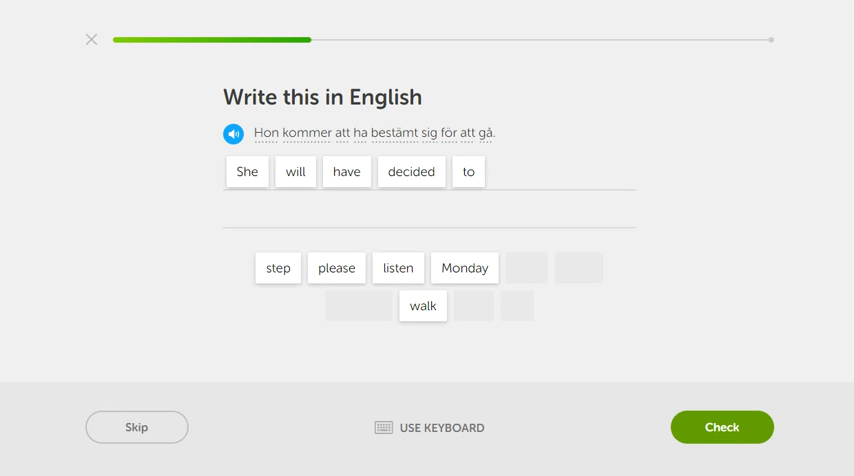 Write this in English
Hon kommer att ha bestämt sig för att gå.
She will have decided to
step please listen Monday
walk
Skip USE KEYBOARD Check